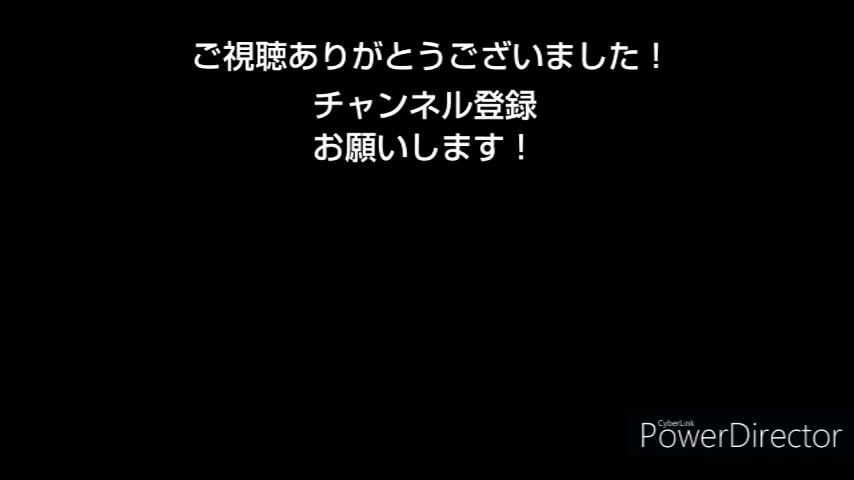 ご視聴ありがとうございました！
チャンネル登録
お願いします！
CyberLink
PowerDirector